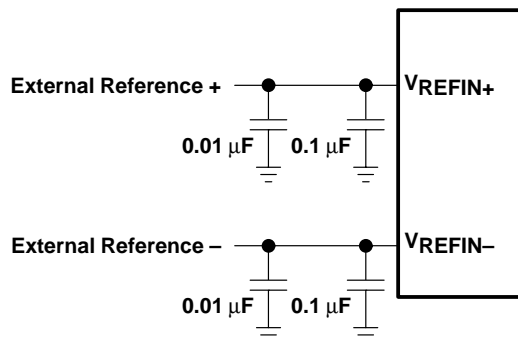 External Reference +
VREFIN+
0.01 μF
0.1 μF
External Reference −
VREFIN−
0.01 μF
0.1 μF